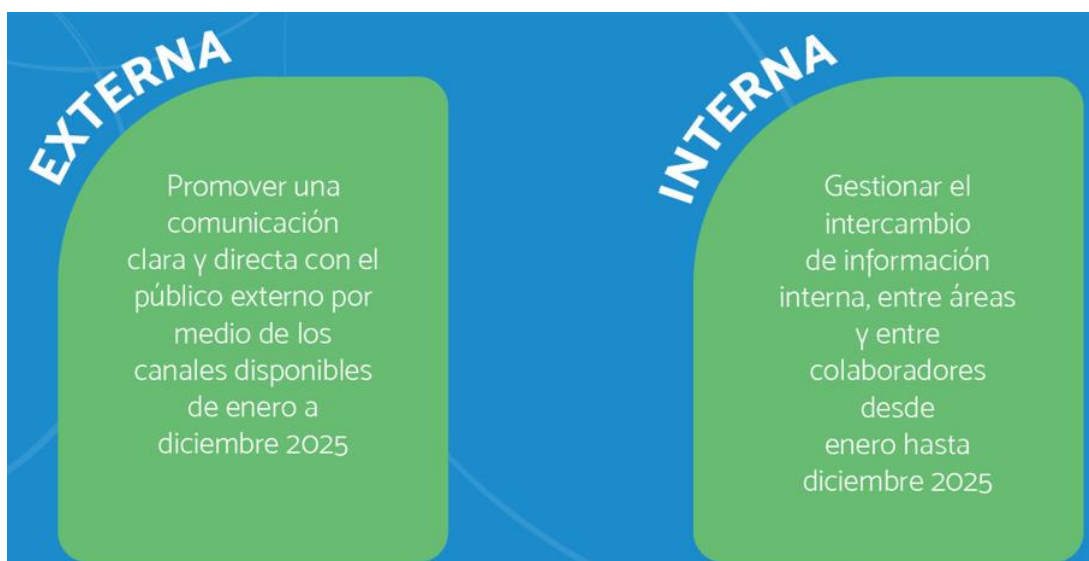 EXTERNA
Promover una
comunicación
clara y directa con el
público externo por
medio de los
canales disponibles
de enero a
diciembre 2025
INTERNA
Gestionar el
intercambio
de información
interna, entre áreas
y entre
colaboradores
desde
enero hasta
diciembre 2025